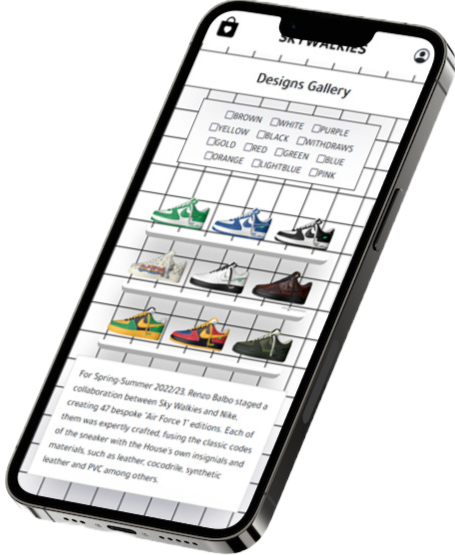 SKYWALKIES
Designs Gallery
BROWN WHITE PURPLE
YELLOW BLACK WITHDRAWS
GOLD RED GREEN BLUE
ORANGE LIGHTBLUE PINK
For Spring-Summer 2022/23, Renzo Balbo staged a
collaboration between Sky Walkies and Nike,
creating 47 bespoke "Air Force 1" editions. Each of
them was expertly crafted, fusing the classic codes
of the sneaker with the House's own insignials and
materials, such as leather, cocodrile, synthetic
leather and PVC among others.